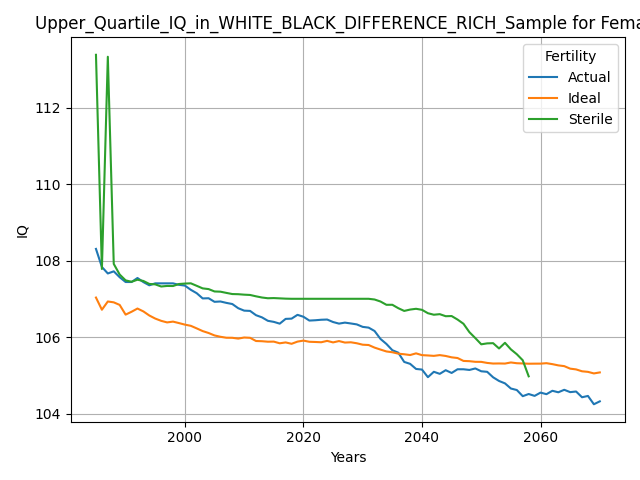 Upper_Quartile_IQ_in_WHITE_BLACK_DIFFERENCE_RICH_Sample for Fema
Fertility
Actual
Ideal
Sterile
112
110
108
106
104
IQ
2000
2020
2040
2060
Years